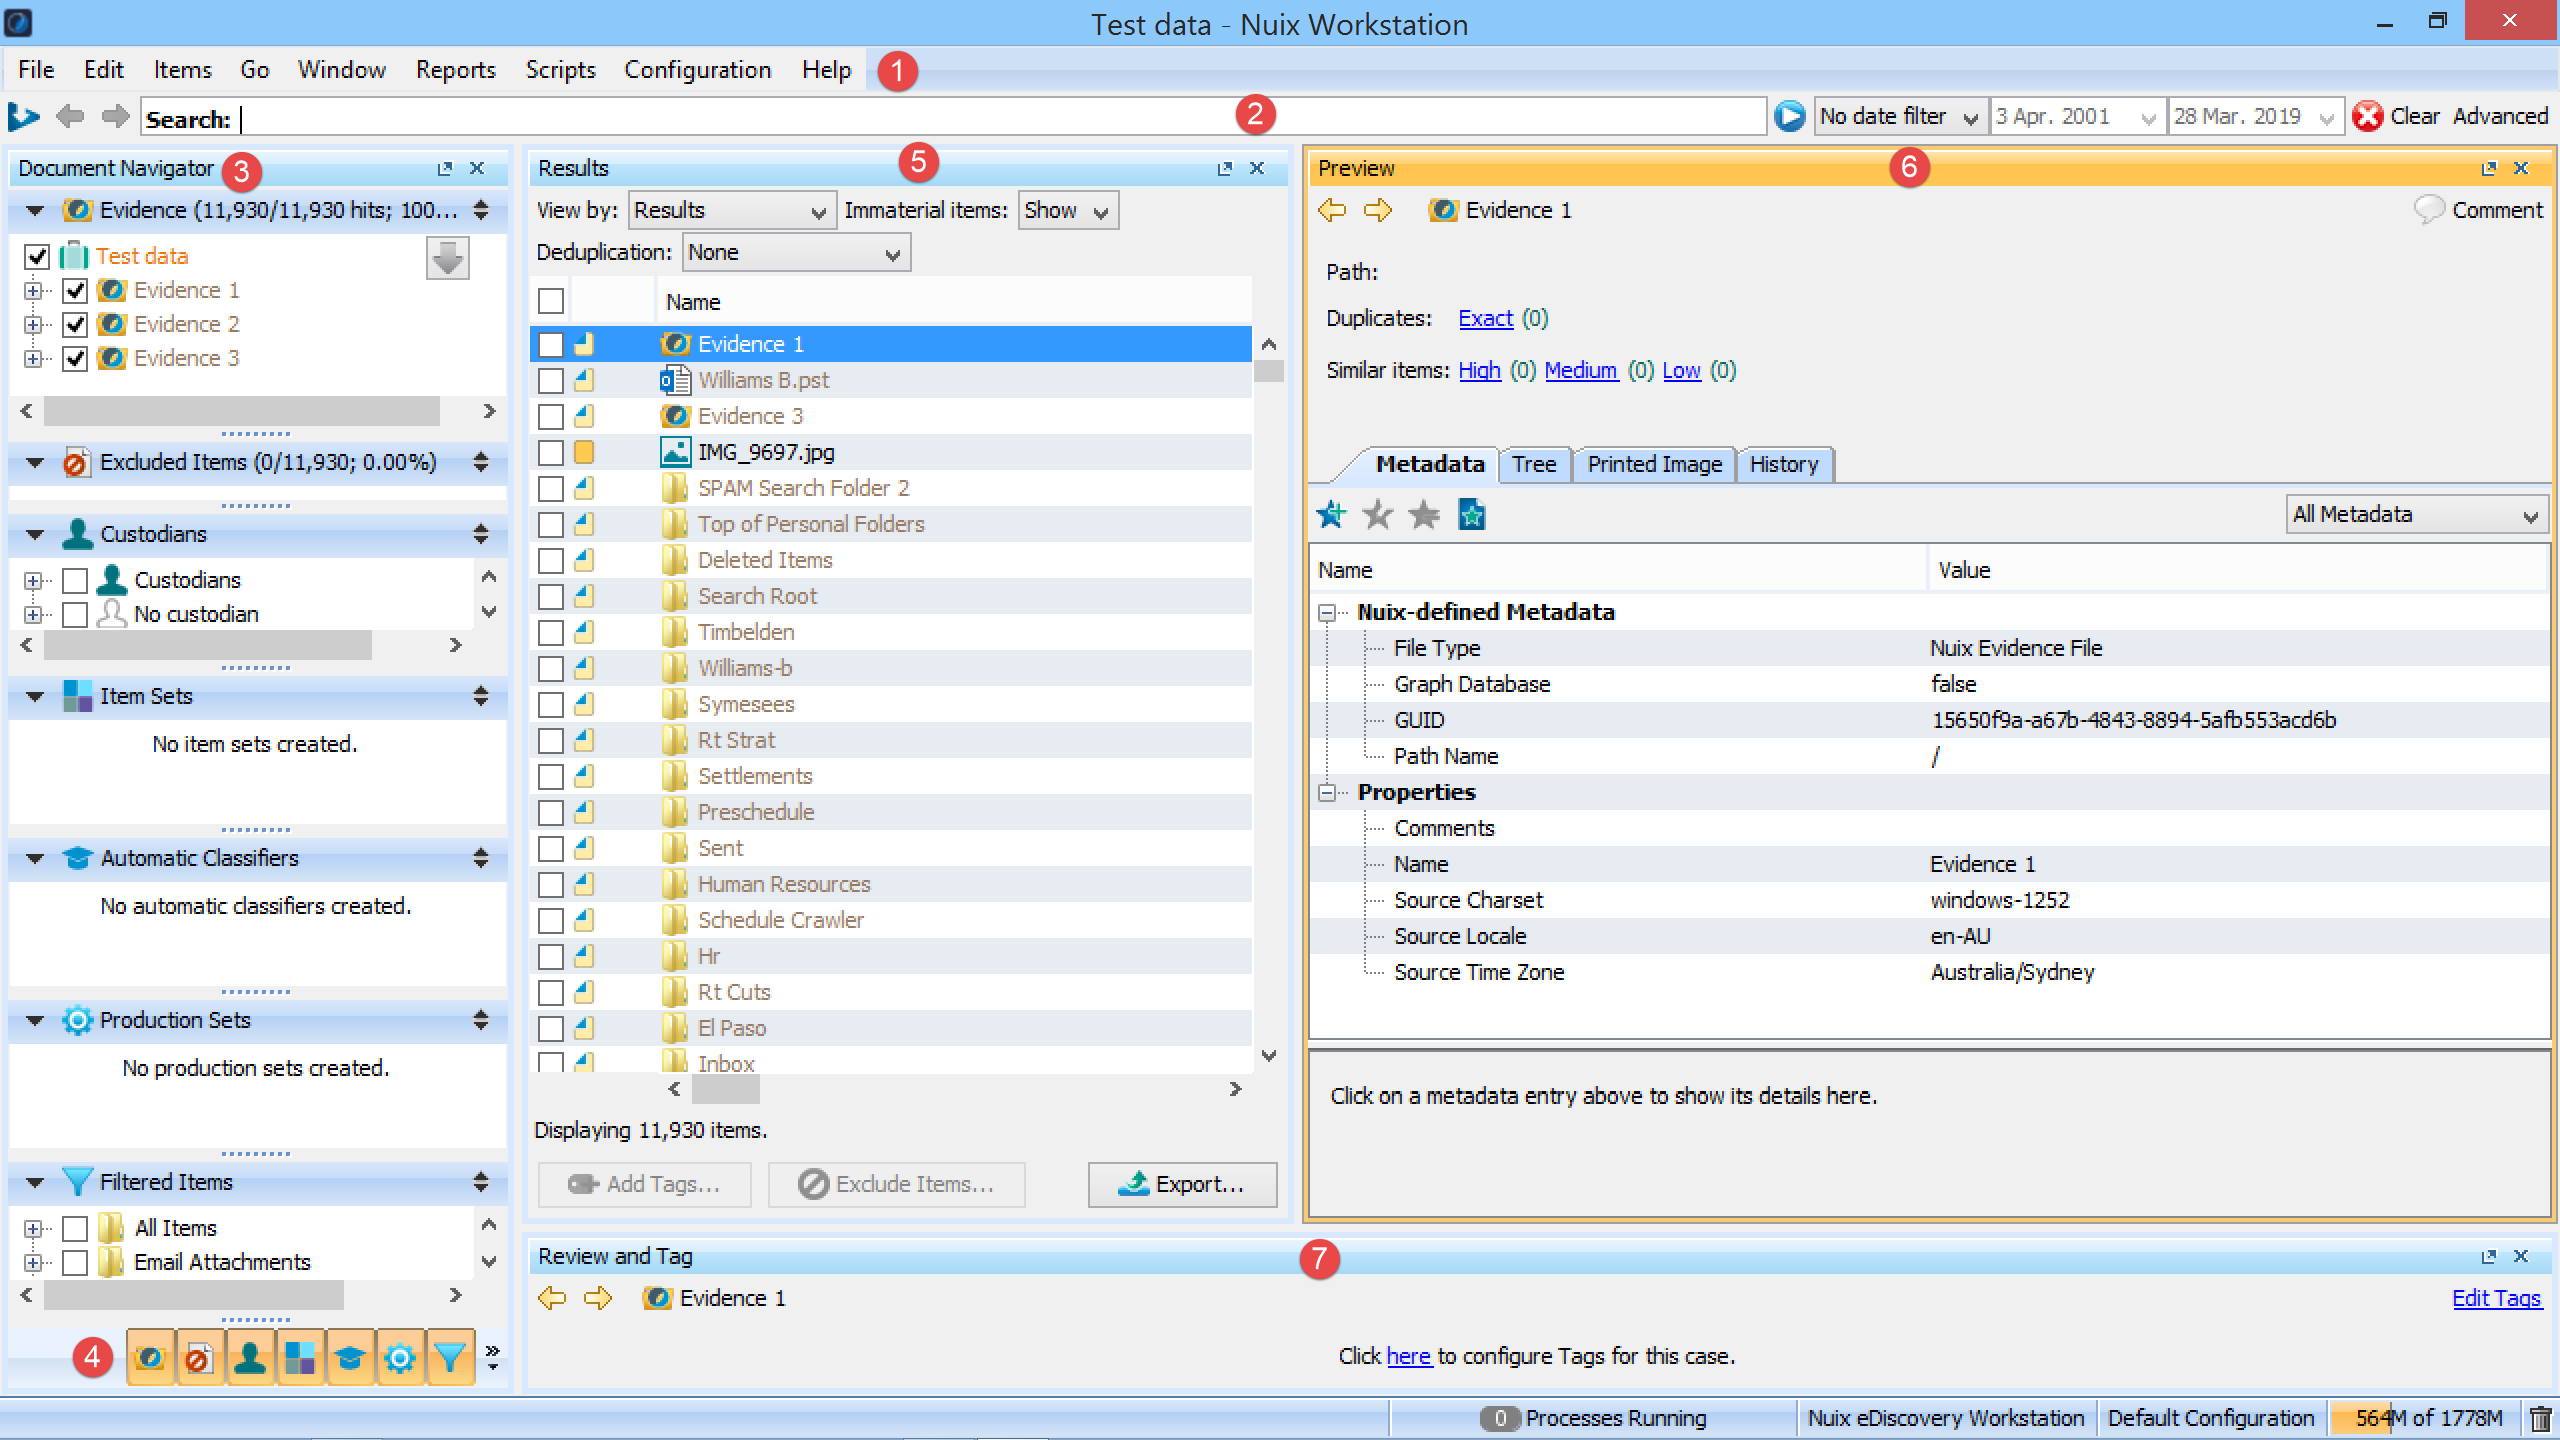 Test data - Nuix Workstation
File Edit Items Go Window Reports Scripts Configuration Help 1
Search: 2 No date filter 3 Apr. 2001 28 Mar. 2019 Clear Advanced
Document Navigator 3
Evidence (11,930/11,930 hits; 100...
Test data
Evidence 1
Evidence 2
Evidence 3
Excluded Items (0/11,930; 0.00%)
Custodians
Custodians
No custodian
Item Sets
No item sets created.
Automatic Classifiers
No automatic classifiers created.
Production Sets
No production sets created.
Filtered Items
All Items
Email Attachments
4
Results 5
View by: Results Immaterial items: Show
Deduplication: None
Name
Evidence 1
Williams B.pst
Evidence 3
IMG_9697.jpg
SPAM Search Folder 2
Top of Personal Folders
Deleted Items
Search Root
Timbelden
Williams-b
Symesees
Rt Strat
Settlements
Preschedule
Sent
Human Resources
Schedule Crawler
Hr
Rt Cuts
El Paso
Inbox
Displaying 11,930 items.
Add Tags... Exclude Items... Export...
Preview 6
Evidence 1 Comment
Path:
Duplicates: Exact (0)
Similar items: High (0) Medium (0) Low (0)
Metadata Tree Printed Image History
All Metadata
Name Value
Nuix-defined Metadata
File Type Nuix Evidence File
Graph Database false
GUID 15650f9a-a67b-4843-8894-5afb553acd6b
Path Name /
Properties
Comments
Name Evidence 1
Source Charset windows-1252
Source Locale en-AU
Source Time Zone Australia/Sydney
Click on a metadata entry above to show its details here.
Review and Tag 7
Evidence 1 Edit Tags
Click here to configure Tags for this case.
0 Processes Running Nuix eDiscovery Workstation Default Configuration 564M of 1778M